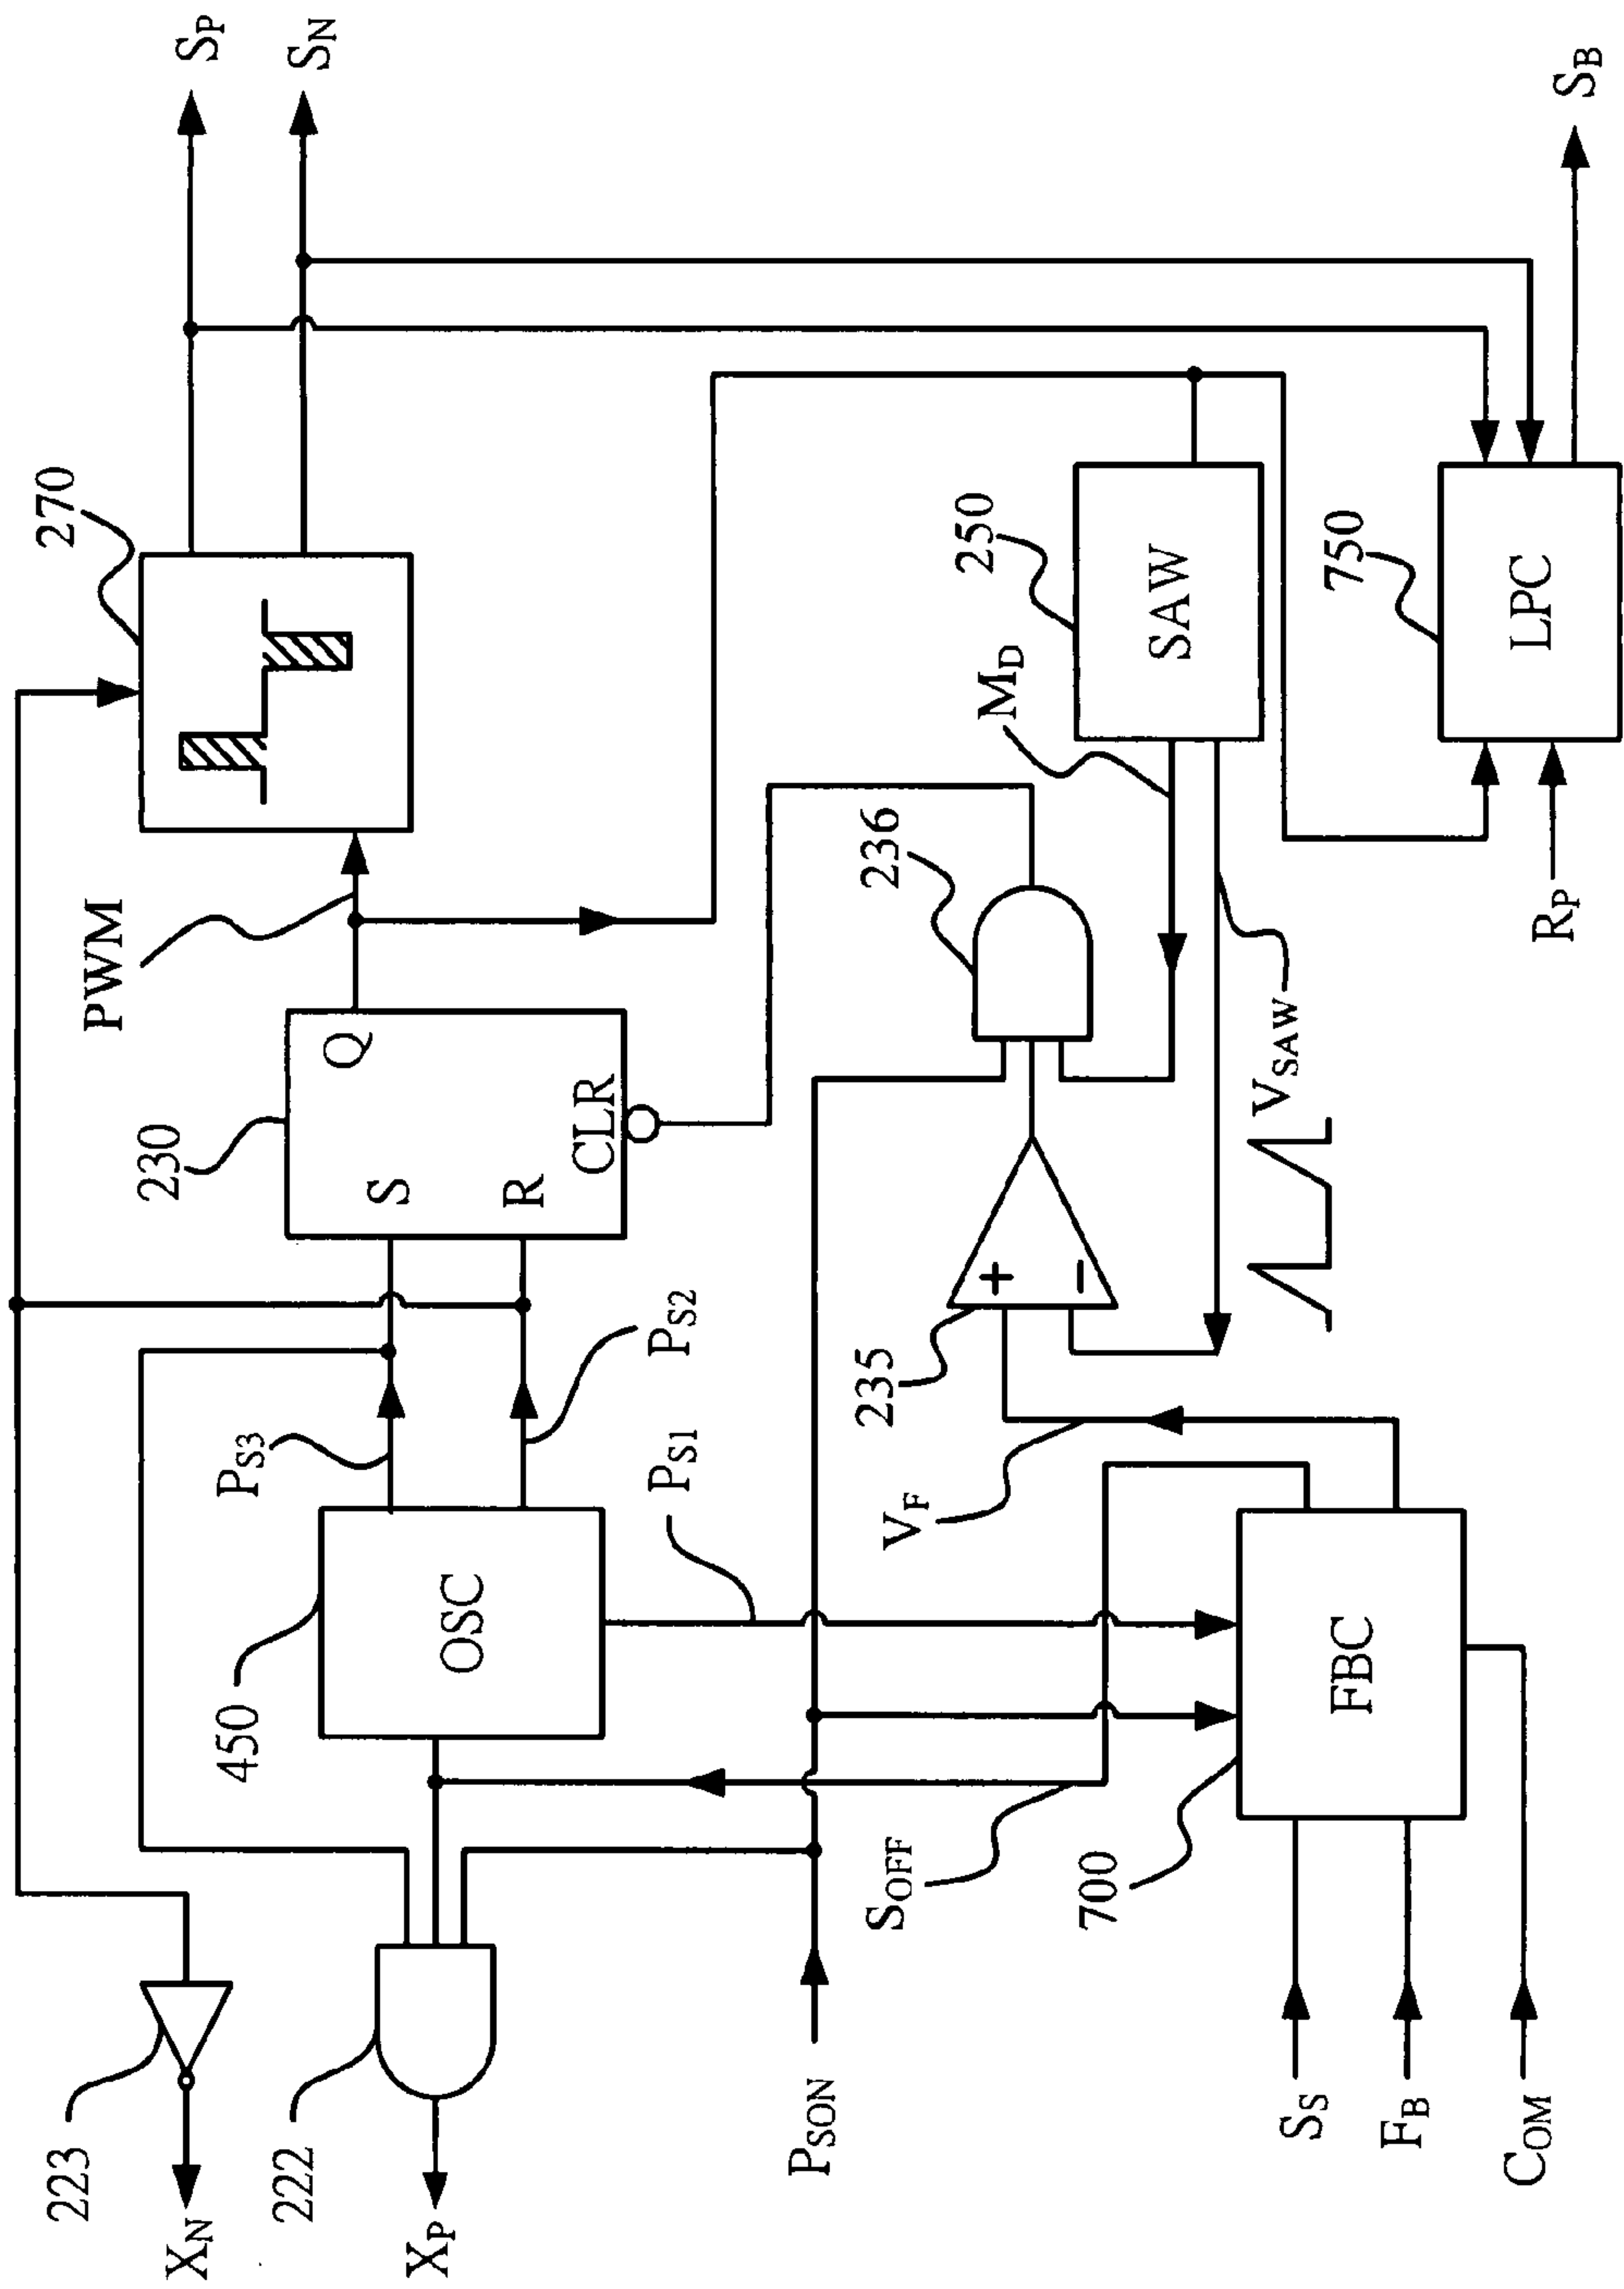 X_N
223
X_P
222
P_SON
S_OFF
S_S
F_B
C_OM
700
FBC
450
OSC
P_S3
P_S2
P_S1
V_F
230
S
R
Q
CLR
PWM
235
+
−
236
V_SAW
M_D
270
250
SAW
750
LPC
R_P
S_P
S_N
S_B